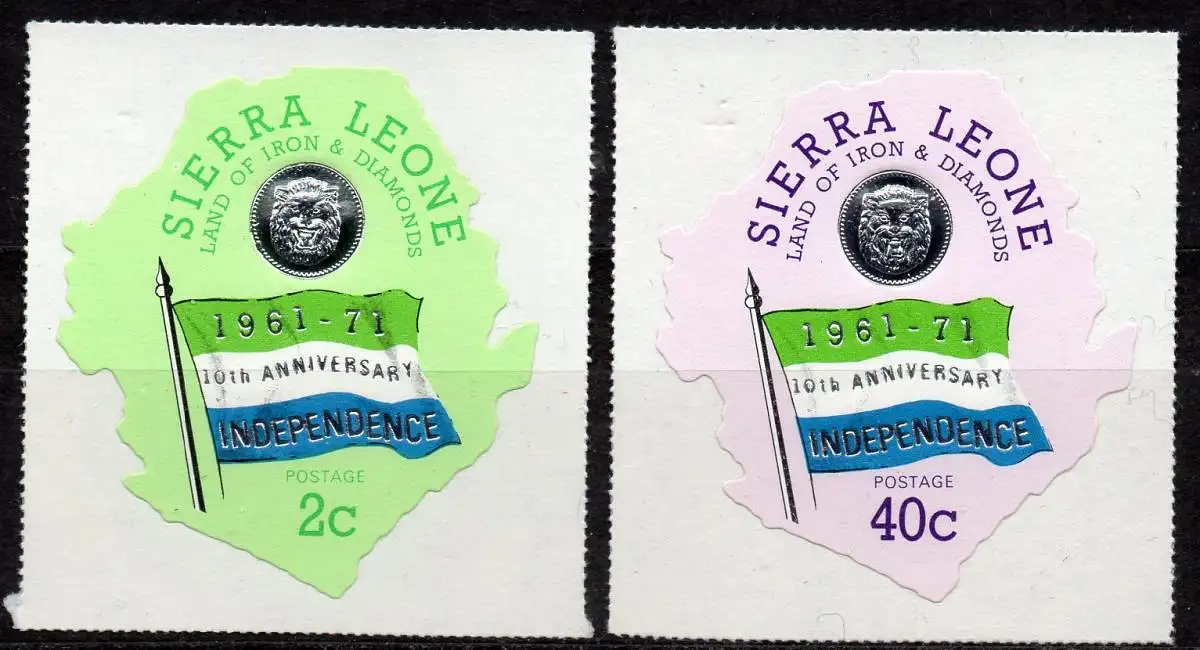 SIERRA LEONE
LAND OF IRON & DIAMONDS
1961-71
10th ANNIVERSARY
INDEPENDENCE
POSTAGE
2c
SIERRA LEONE
LAND OF IRON & DIAMONDS
1961-71
10th ANNIVERSARY
INDEPENDENCE
POSTAGE
40c